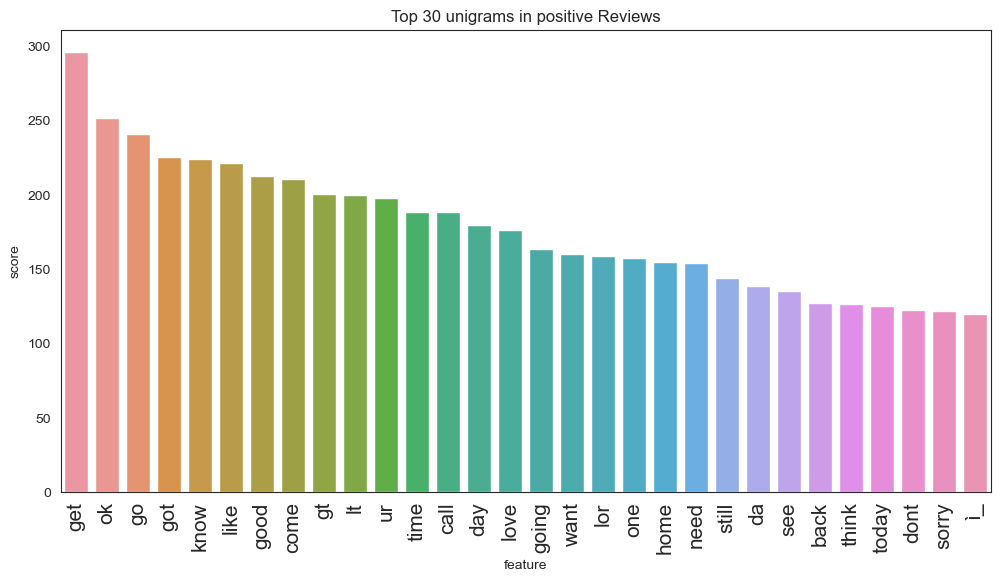 Top 30 unigrams in positive Reviews
score
300
250
200
150
100
50
0
get
ok
go
got
know
like
good
come
gt
lt
ur
time
call
day
love
going
want
lor
one
home
need
still
da
see
back
think
today
dont
sorry
ì_
feature